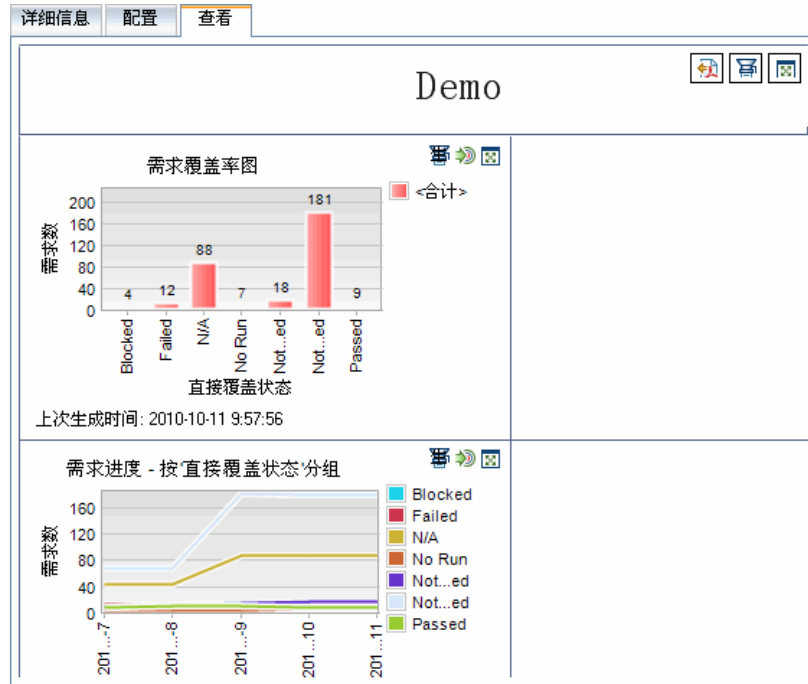 详细信息 配置 查看
Demo
需求覆盖率图
<合计>
需求数
200
160
120
80
40
0
4 12 88 7 18 181 9
Blocked Failed N/A No Run Not...ed Not...ed Passed
直接覆盖状态
上次生成时间: 2010-10-11 9:57:56
需求进度 - 按'直接覆盖状态'分组
需求数
160
120
80
40
0
201...-7 201...-8 201...-9 201...10 201...11
Blocked
Failed
N/A
No Run
Not...ed
Not...ed
Passed